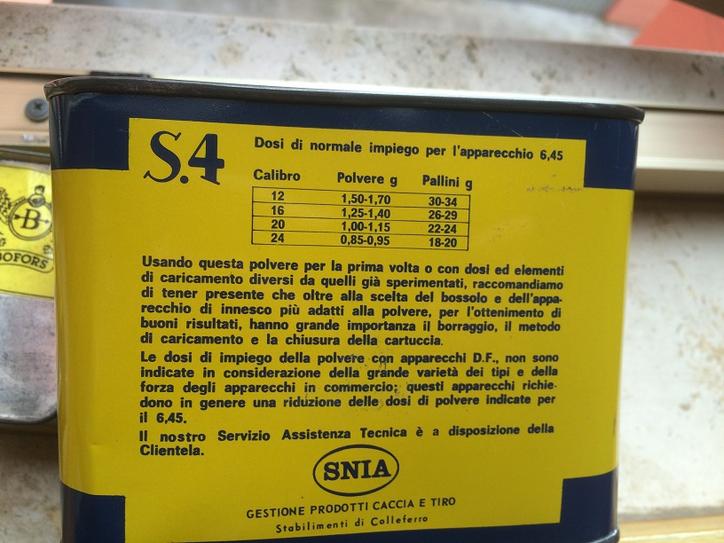 S.4
Dosi di normale impiego per l'apparecchio 6,45
Calibro Polvere g Pallini g
12 1,50-1,70 30-34
16 1,25-1,40 26-29
20 1,00-1,15 22-24
24 0,85-0,95 18-20
Usando questa polvere per la prima volta o con dosi ed elementi
di caricamento diversi da quelli già sperimentati, raccomandiamo
di tener presente che oltre alla scelta del bossolo e dell'appa-
recchio di innesco più adatti alla polvere, per l'ottenimento di
buoni risultati, hanno grande importanza il borraggio, il metodo
di caricamento e la chiusura della cartuccia.
Le dosi di impiego della polvere con apparecchi D.F., non sono
indicate in considerazione della grande varietà dei tipi e della
forza degli apparecchi in commercio; questi apparecchi richie-
dono in genere una riduzione delle dosi di polvere indicate per
il 6,45.
Il nostro Servizio Assistenza Tecnica è a disposizione della
Clientela.
SNIA
GESTIONE PRODOTTI CACCIA E TIRO
Stabilimenti di Colleferro
B
BOFORS